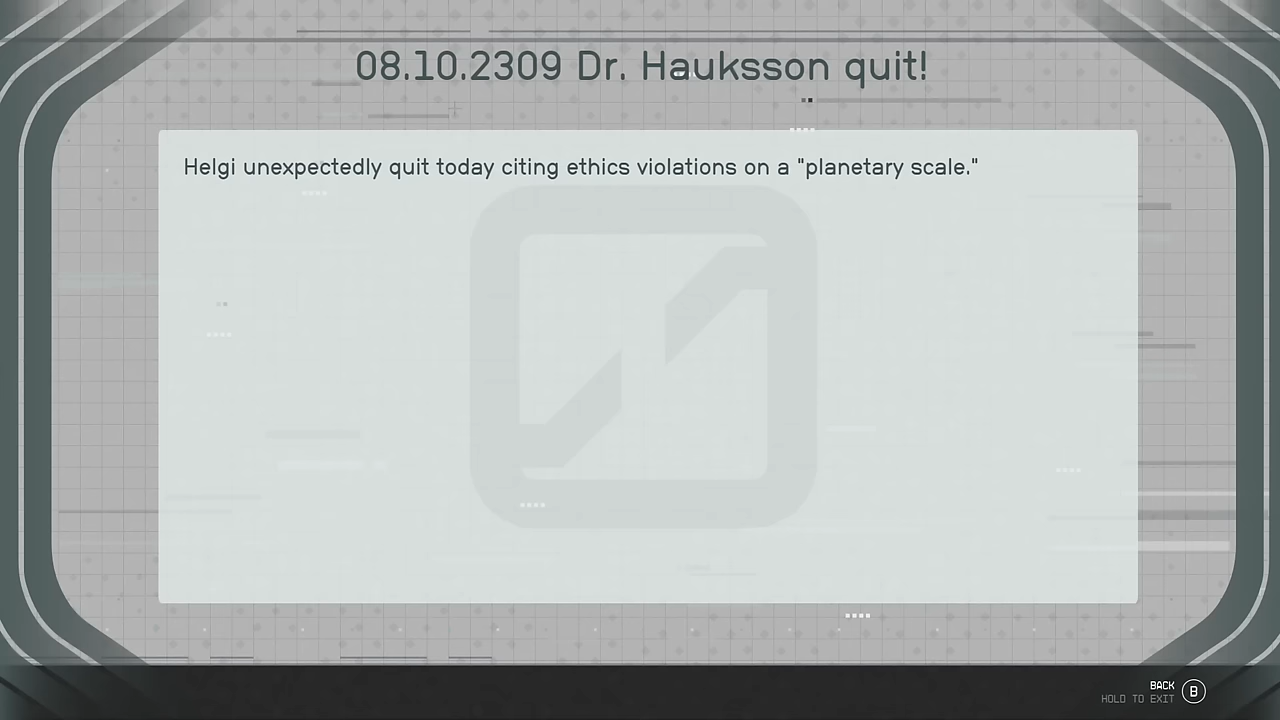 08.10.2309 Dr. Hauksson quit!
Helgi unexpectedly quit today citing ethics violations on a "planetary scale."
BACK
HOLD TO EXIT
B